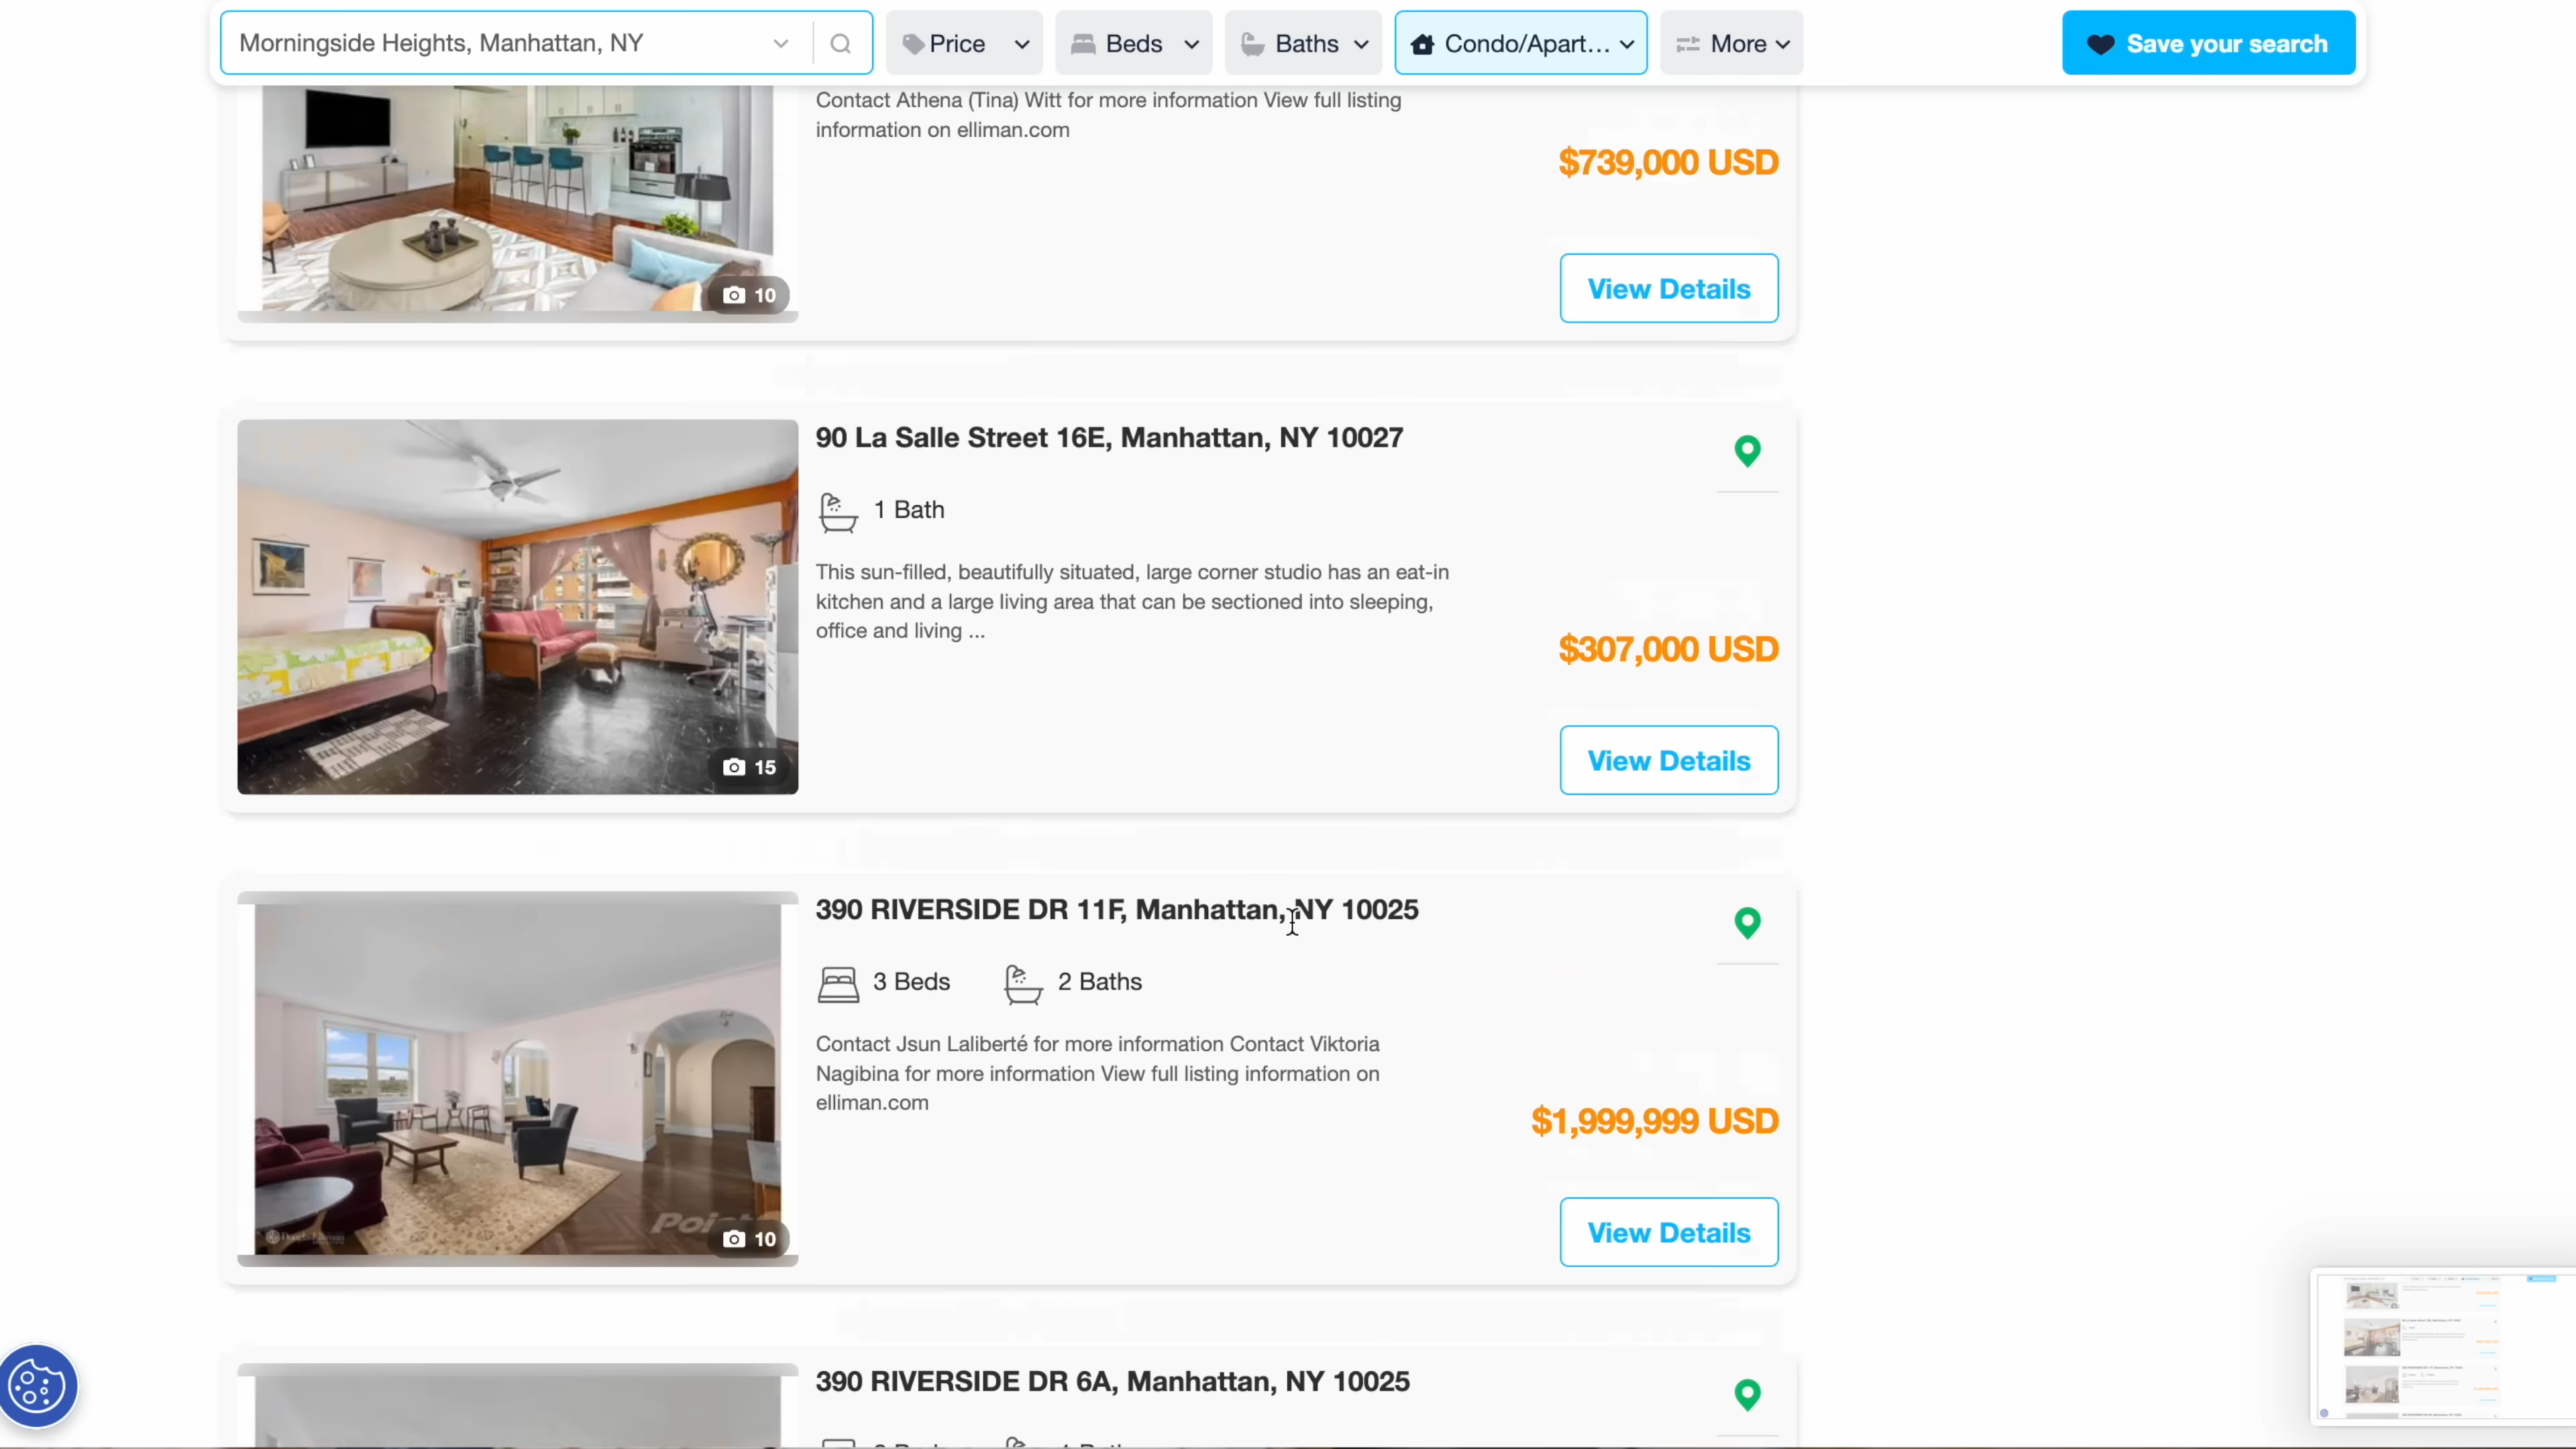 Morningside Heights, Manhattan, NY
Price
Beds
Baths
Condo/Apart...
More
Save your search
Contact Athena (Tina) Witt for more information View full listing
information on elliman.com
$739,000 USD
10
View Details
90 La Salle Street 16E, Manhattan, NY 10027
1 Bath
This sun-filled, beautifully situated, large corner studio has an eat-in
kitchen and a large living area that can be sectioned into sleeping,
office and living ...
$307,000 USD
15
View Details
390 RIVERSIDE DR 11F, Manhattan, NY 10025
3 Beds
2 Baths
Contact Jsun Laliberté for more information Contact Viktoria
Nagibina for more information View full listing information on
elliman.com
$1,999,999 USD
10
View Details
390 RIVERSIDE DR 6A, Manhattan, NY 10025